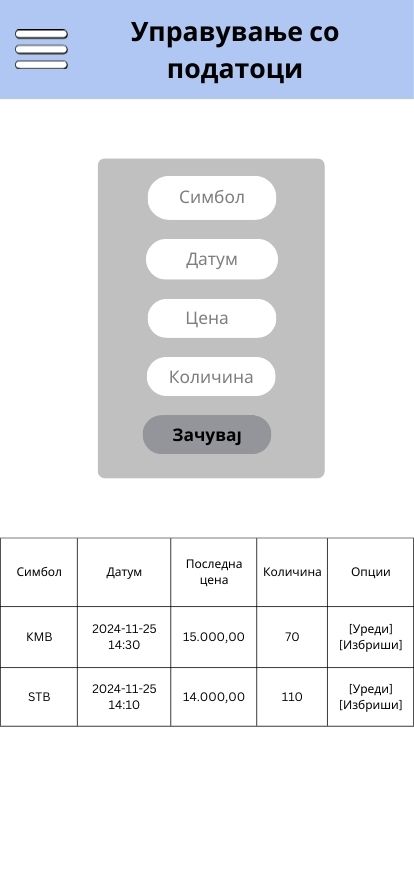 Управување со
податоци
Симбол
Датум
Цена
Количина
Зачувај
Симбол Датум Последна цена Количина Опции
КМВ 2024-11-25 14:30 15.000,00 70 [Уреди] [Избриши]
STB 2024-11-25 14:10 14.000,00 110 [Уреди] [Избриши]